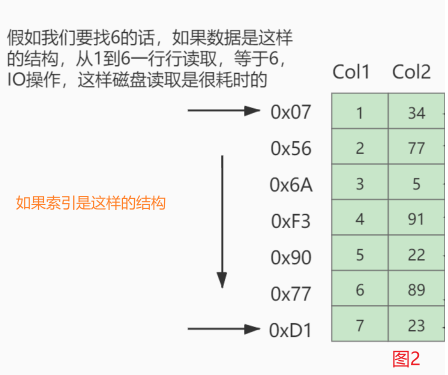 假如我们要找6的话，如果数据是这样
的结构，从1到6一行行读取，等于6，
IO操作，这样磁盘读取是很耗时的
Col1 Col2
0x07 1 34
0x56 2 77
0x6A 3 5
如果索引是这样的结构
0xF3 4 91
0x90 5 22
0x77 6 89
0xD1 7 23
图2